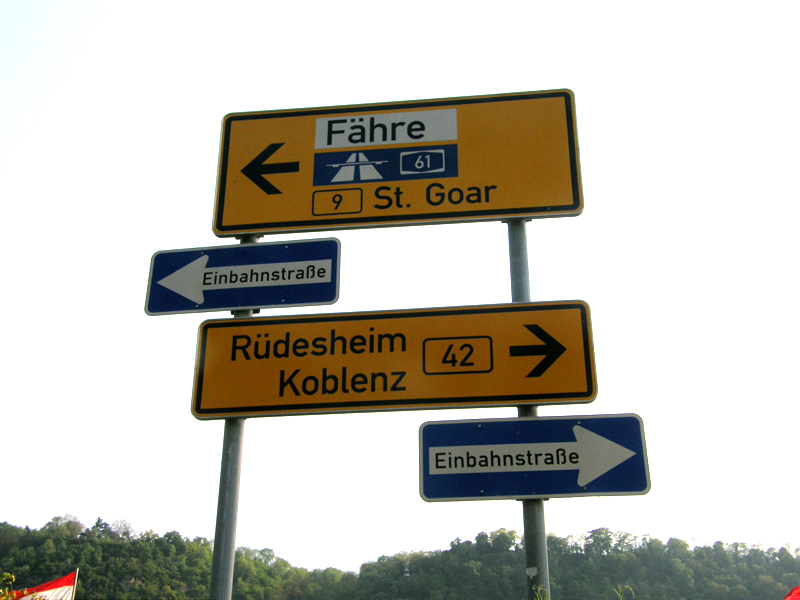 Fähre
61
9 St. Goar
Einbahnstraße
Rüdesheim 42
Koblenz
Einbahnstraße